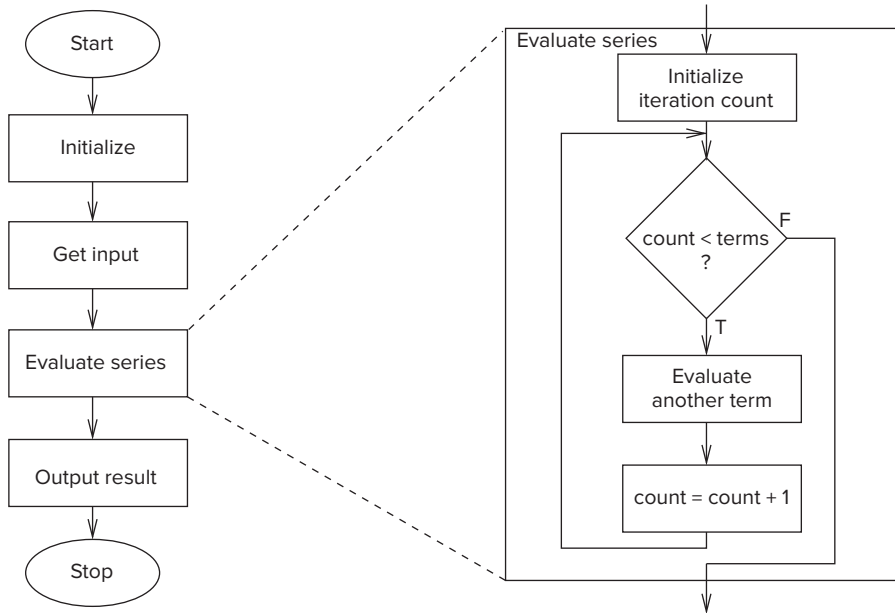 Start
Initialize
Get input
Evaluate series
Output result
Stop
Evaluate series
Initialize
iteration count
count < terms
?
F
T
Evaluate
another term
count = count + 1